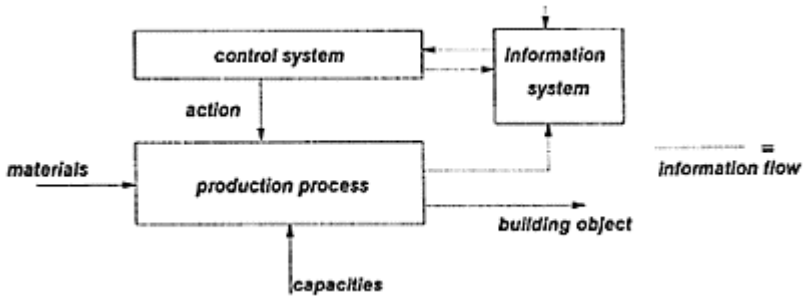 control system
Information
system
action
materials
production process
=
information flow
building object
capacities